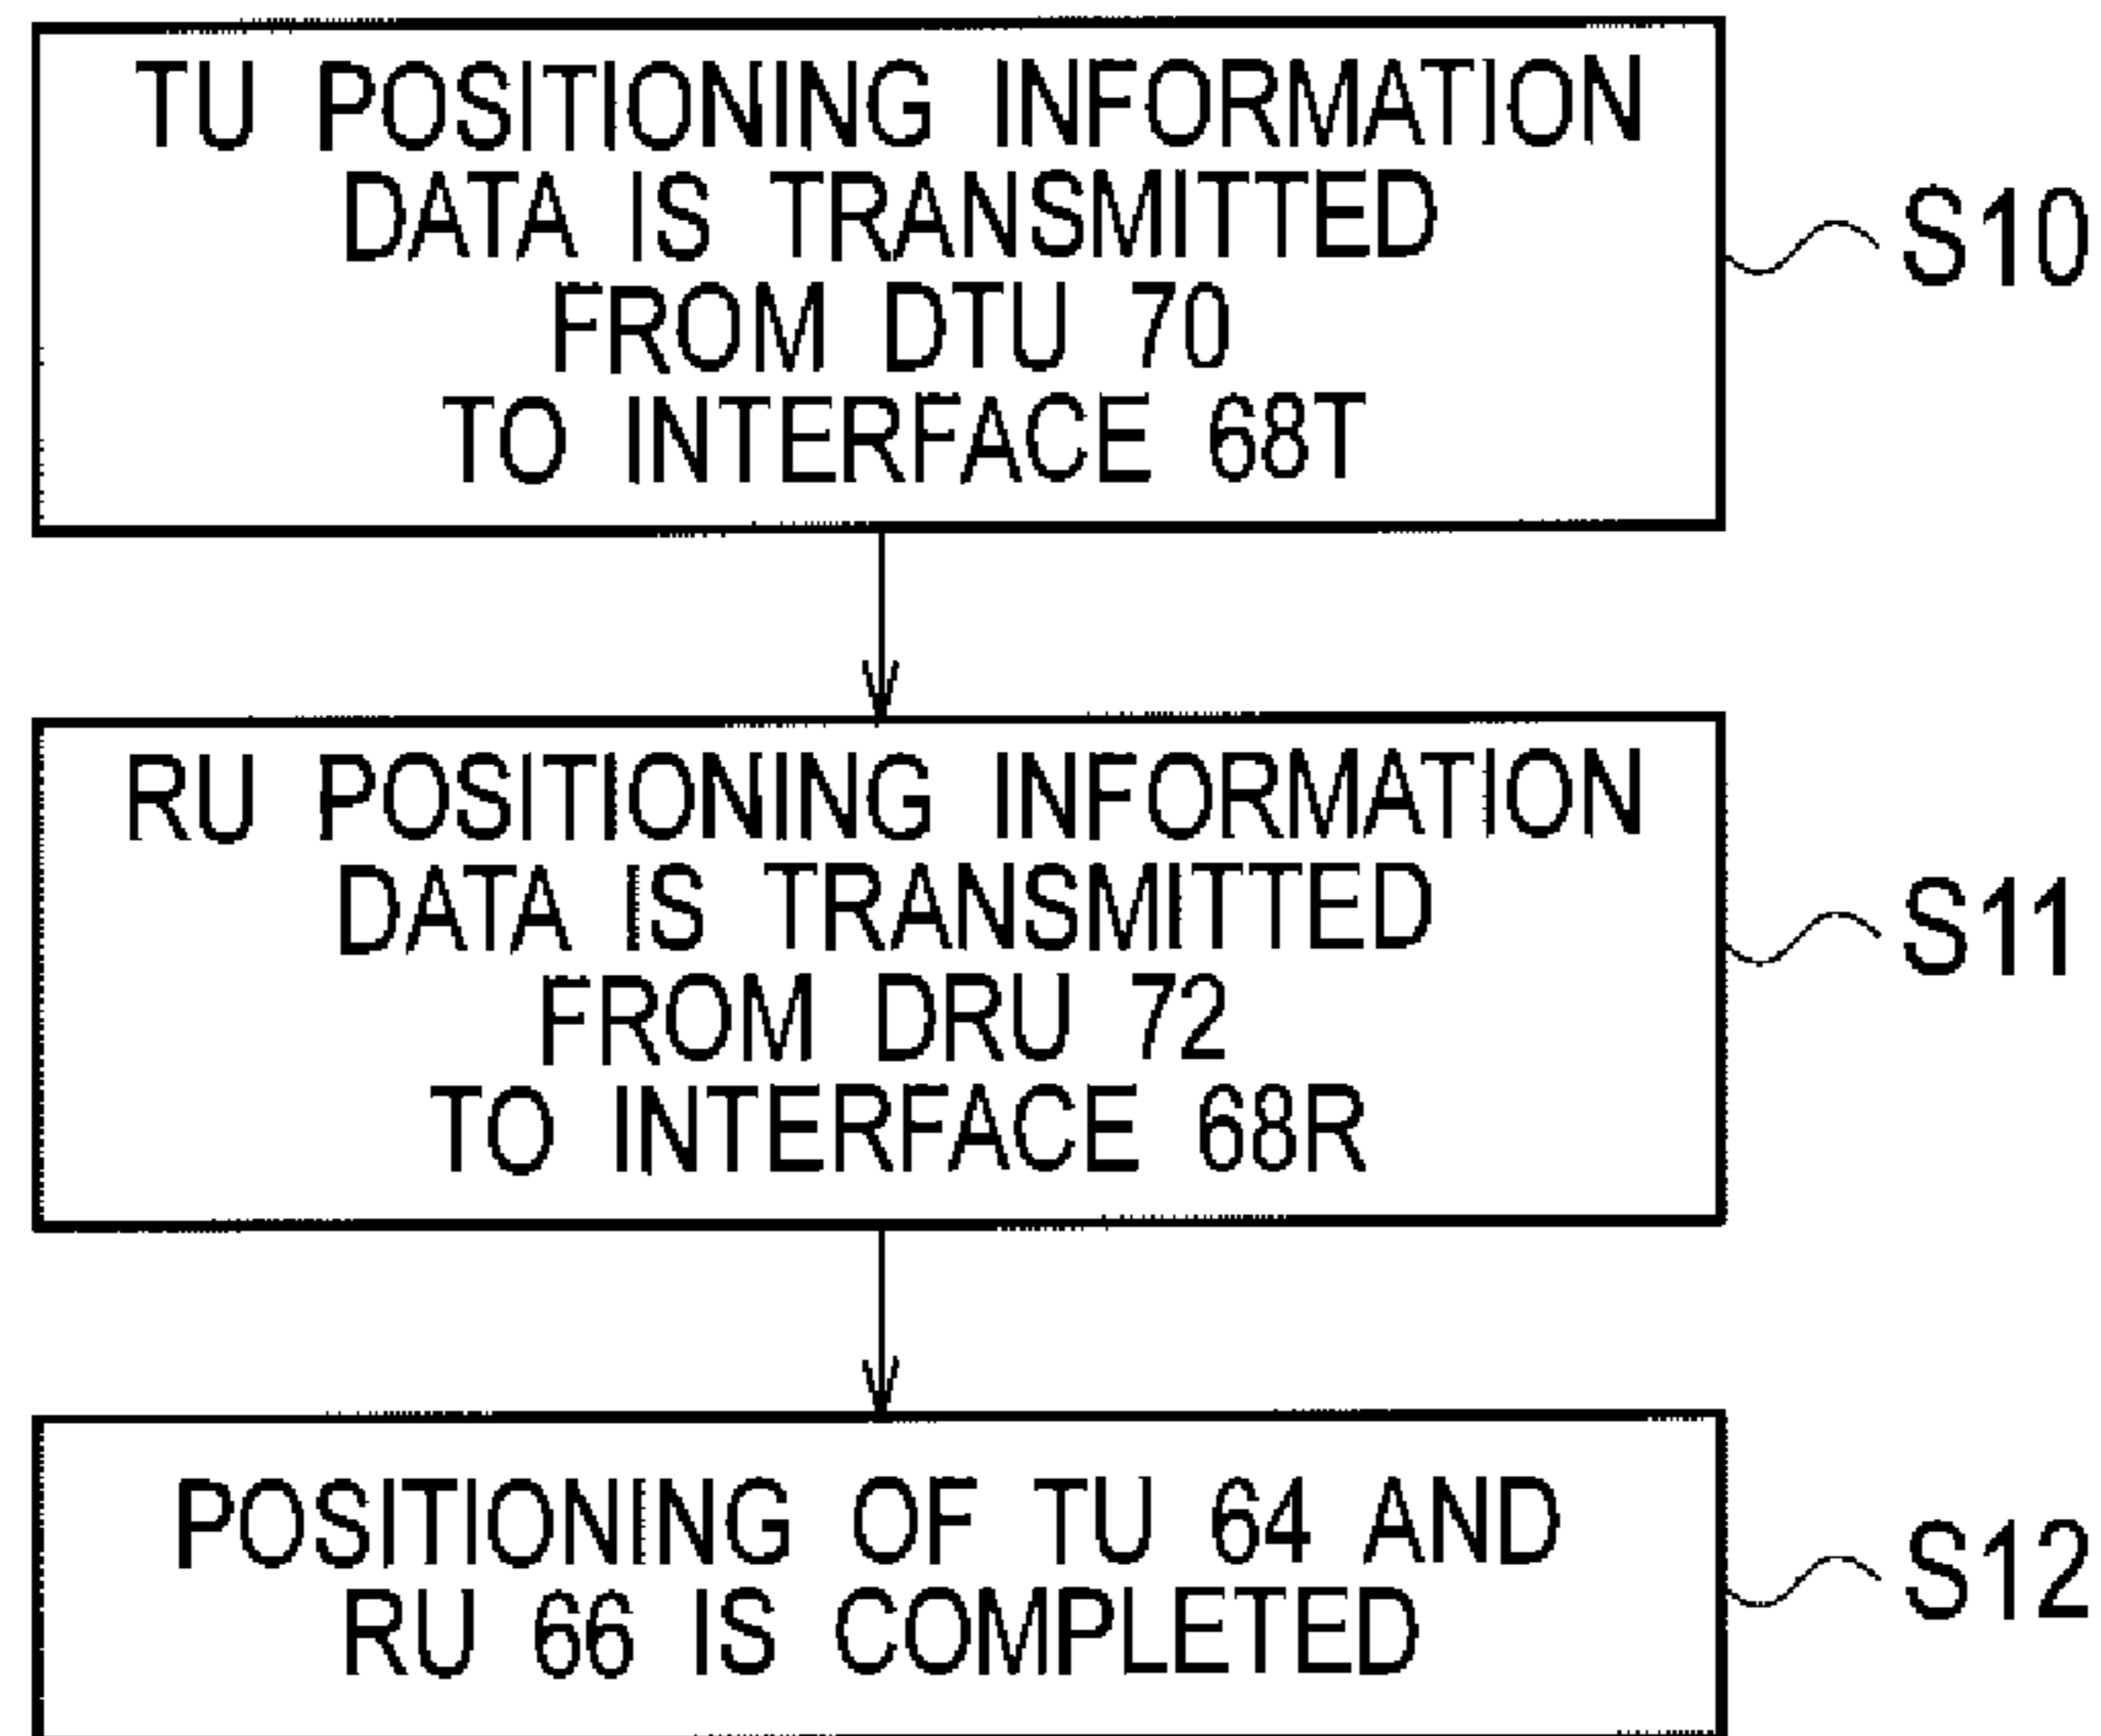 TU POSITIONING INFORMATION
DATA IS TRANSMITTED
FROM DTU 70
TO INTERFACE 68T
S10
RU POSITIONING INFORMATION
DATA IS TRANSMITTED
FROM DRU 72
TO INTERFACE 68R
S11
POSITIONING OF TU 64 AND
RU 66 IS COMPLETED
S12